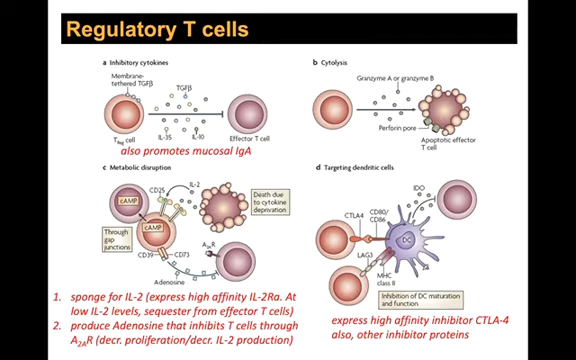 Regulatory T cells
a Inhibitory cytokines
Membrane-
tethered TGFβ
TGFβ
IL-35
IL-10
TReg cell
Effector T cell
also promotes mucosal IgA
b Cytolysis
Granzyme A or granzyme B
Perforin pore
Apoptotic effector
T cell
c Metabolic disruption
CD25
IL-2
cAMP
cAMP
Death due
to cytokine
deprivation
Through
gap
junctions
CD39
CD73
A2AR
Adenosine
d Targeting dendritic cells
IDO
CTLA4
CD80/
CD86
DC
LAG3
MHC
class II
Inhibition of DC maturation
and function
1. sponge for IL-2 (express high affinity IL-2Ra. At
low IL-2 levels, sequester from effector T cells)
2. produce Adenosine that inhibits T cells through
A2AR (decr. proliferation/decr. IL-2 production)
express high affinity inhibitor CTLA-4
also, other inhibitor proteins